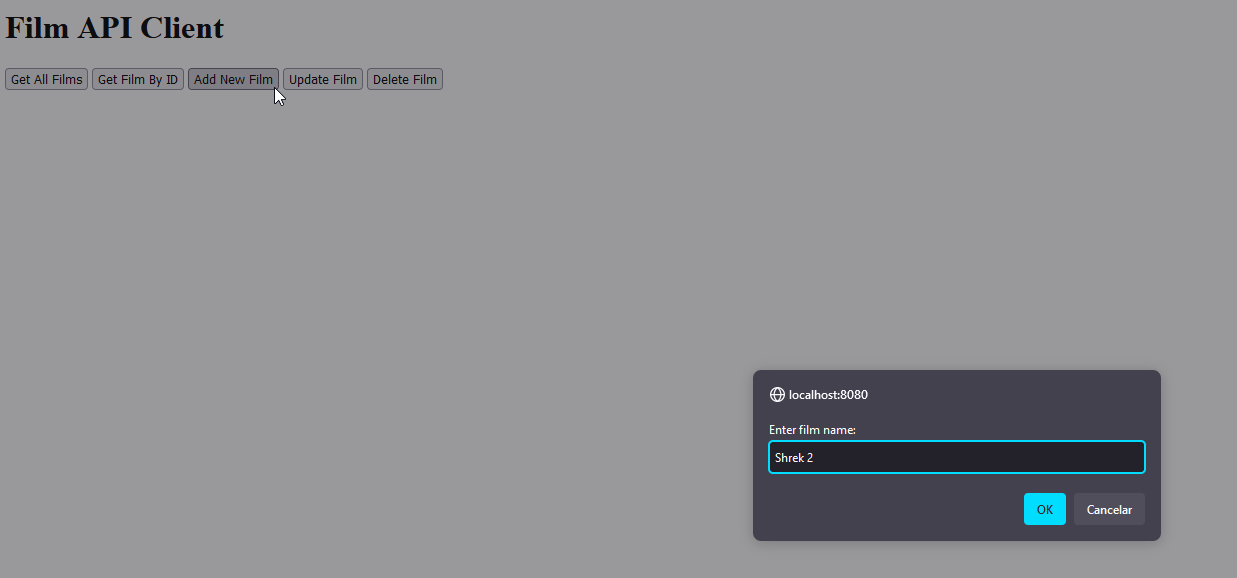 Film API Client
Get All Films Get Film By ID Add New Film Update Film Delete Film
localhost:8080
Enter film name:
Shrek 2
OK Cancelar